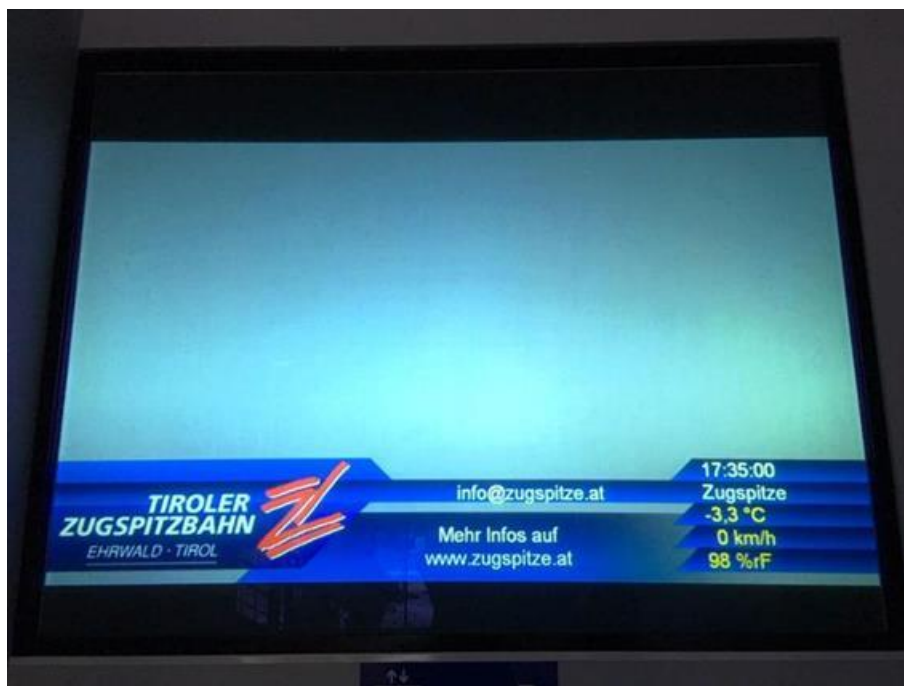 TIROLER
ZUGSPITZBAHN
EHRWALD · TIROL
info@zugspitze.at
Mehr Infos auf
www.zugspitze.at
17:35:00
Zugspitze
-3,3 °C
0 km/h
98 %rF